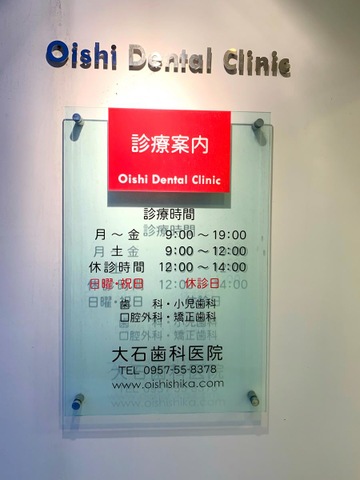 Oishi Dental Clinic
診療案内
Oishi Dental Clinic
診療時間
月～金 9:00～19:00
土 9:00～12:00
休診時間 12:00～14:00
日曜・祝日 休診日
歯 科・小児歯科
口腔外科・矯正歯科
大石歯科医院
TEL 0957-55-8378
www.oishishika.com